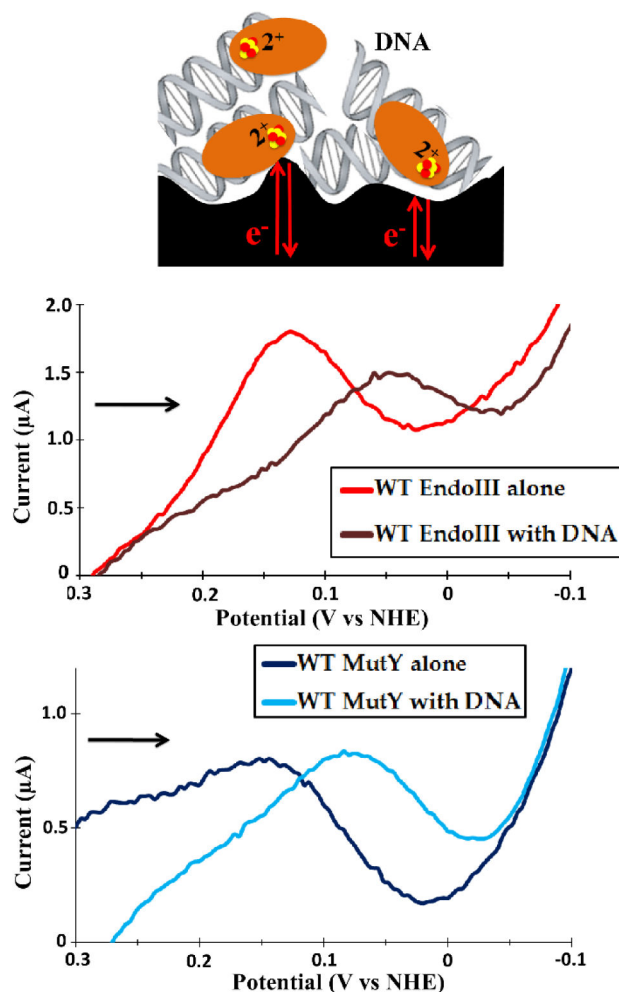 2+
DNA
2+
2+
e-
e-
2.0
1.5
1.0
0.5
0
Current (µA)
WT EndoIII alone
WT EndoIII with DNA
0.3
0.2
0.1
0
-0.1
Potential (V vs NHE)
WT MutY alone
WT MutY with DNA
1.0
0.5
0
Current (µA)
0.3
0.2
0.1
0
-0.1
Potential (V vs NHE)